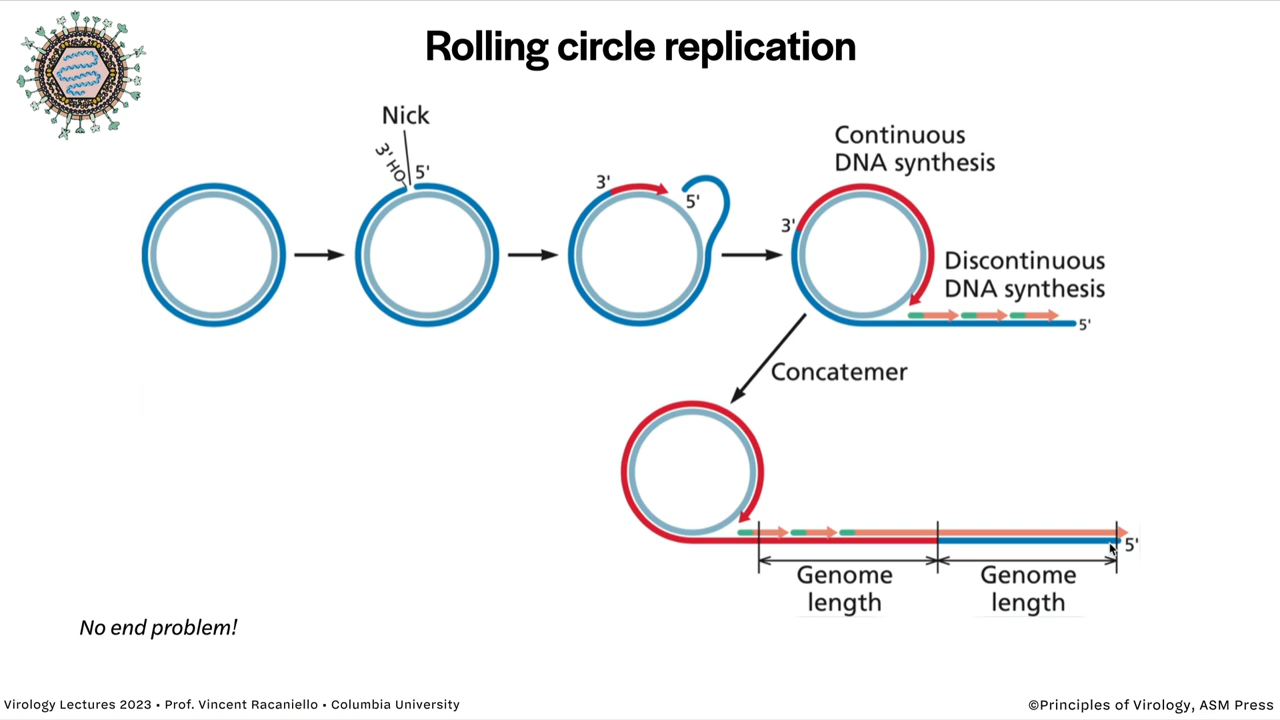 Rolling circle replication
Nick
3' HO
5'
3'
5'
Continuous
DNA synthesis
3'
Discontinuous
DNA synthesis
5'
Concatemer
5'
Genome
length
Genome
length
No end problem!
Virology Lectures 2023 • Prof. Vincent Racaniello • Columbia University
©Principles of Virology, ASM Press